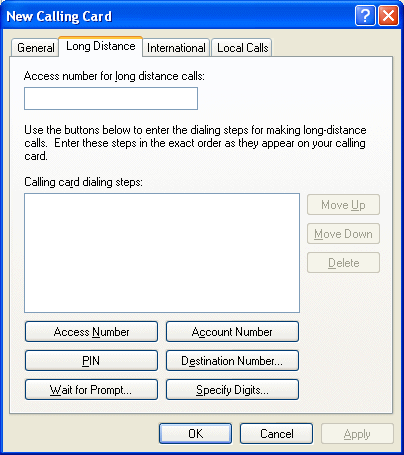 New Calling Card
General Long Distance International Local Calls
Access number for long distance calls:
Use the buttons below to enter the dialing steps for making long-distance
calls. Enter these steps in the exact order as they appear on your calling
card.
Calling card dialing steps:
Move Up
Move Down
Delete
Access Number Account Number
PIN Destination Number...
Wait for Prompt... Specify Digits...
OK Cancel Apply